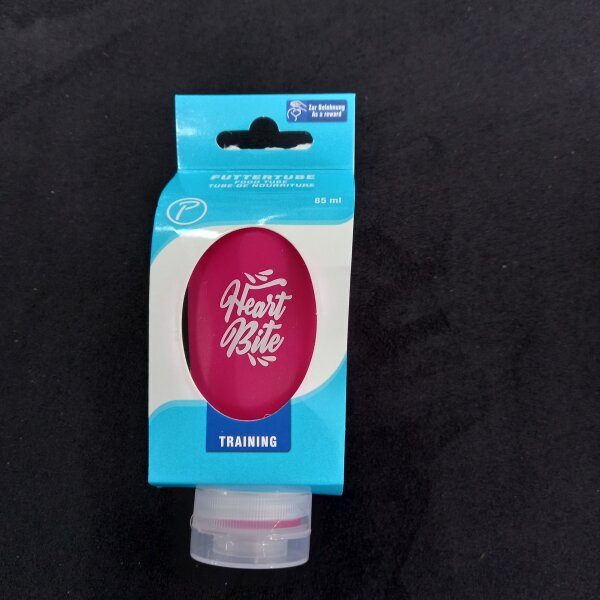 Zur Belohnung
As a reward
FUTTERTUBE
FOOD TUBE
TUBE DE NOURRITURE
85 ml
P
Heart
Bite
TRAINING